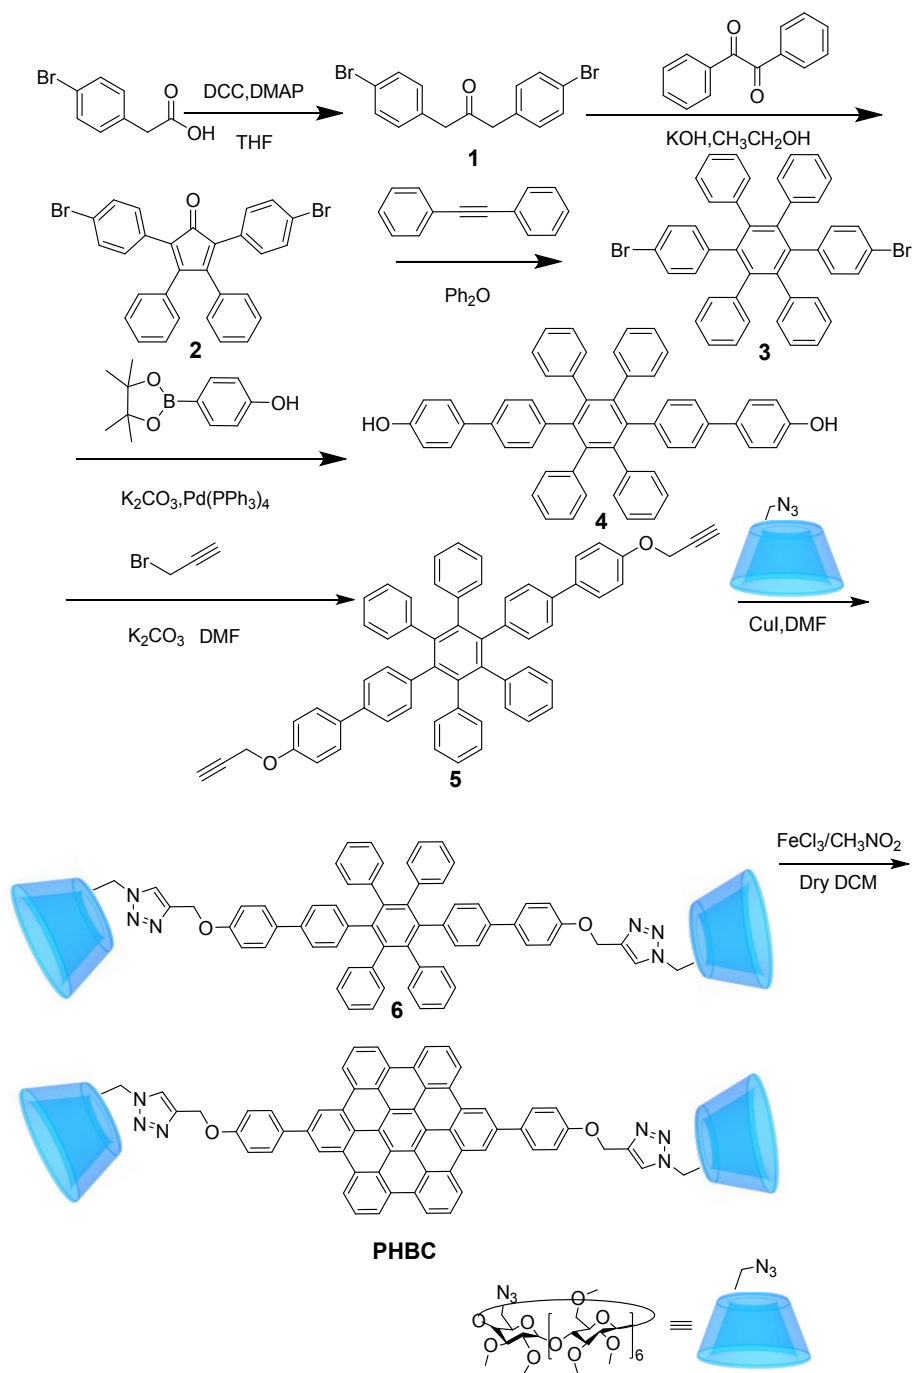 Br
O
OH
DCC,DMAP
THF
Br
O
Br
1
O
O
KOH,CH3CH2OH
Br
O
Br
2
Ph2O
Br
Br
3
O
B
O
OH
K2CO3,Pd(PPh3)4
HO
OH
4
Br
K2CO3 DMF
O
O
5
N3
CuI,DMF
N
N
N
O
6
O
N
N
N
FeCl3/CH3NO2
Dry DCM
N
N
N
O
O
N
N
N
PHBC
N3
O
O
O
O
O
O
O
O
O
6
N3